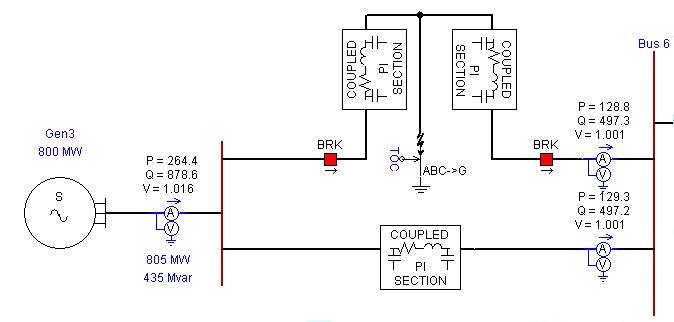 Bus 6
COUPLED
PI
SECTION
COUPLED
PI
SECTION
Gen3
800 MW
BRK
TOC
ABC->G
BRK
P = 128.8
Q = 497.3
V = 1.001
A
V
P = 264.4
Q = 878.6
V = 1.016
S
A
V
805 MW
435 Mvar
COUPLED
PI
SECTION
P = 129.3
Q = 497.2
V = 1.001
A
V